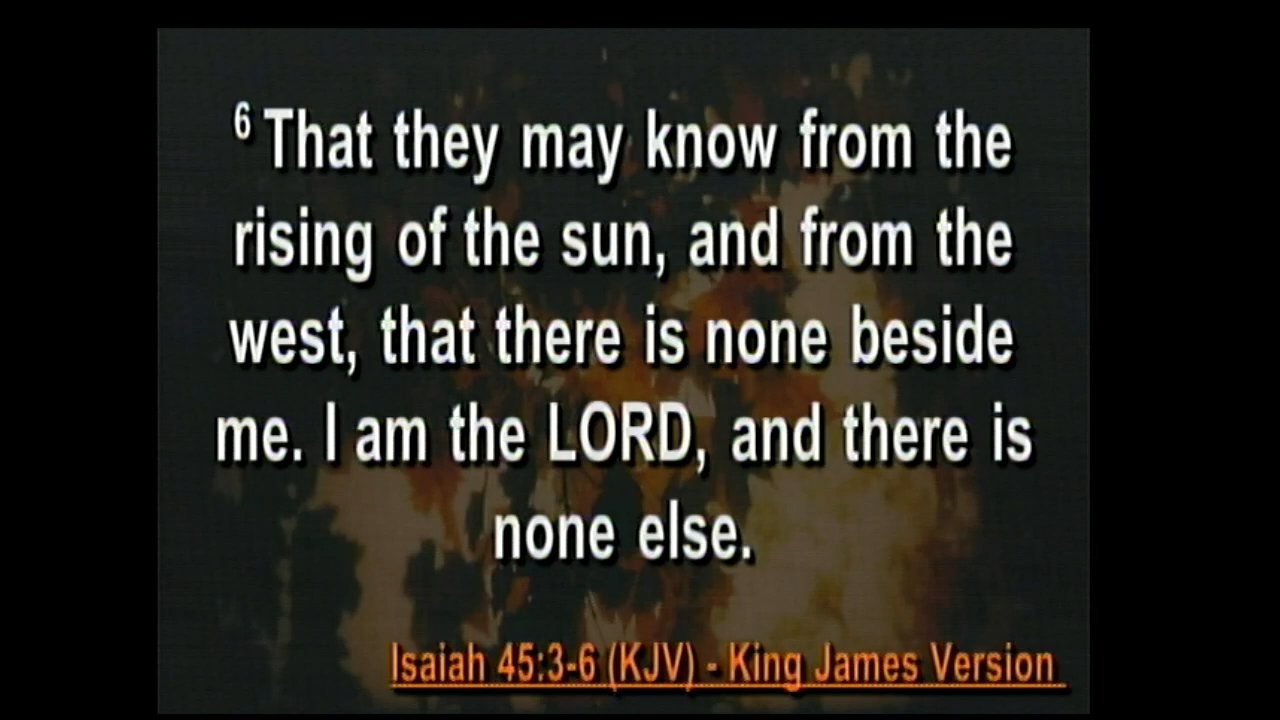 6 That they may know from the
rising of the sun, and from the
west, that there is none beside
me. I am the LORD, and there is
none else.
Isaiah 45:3-6 (KJV) - King James Version